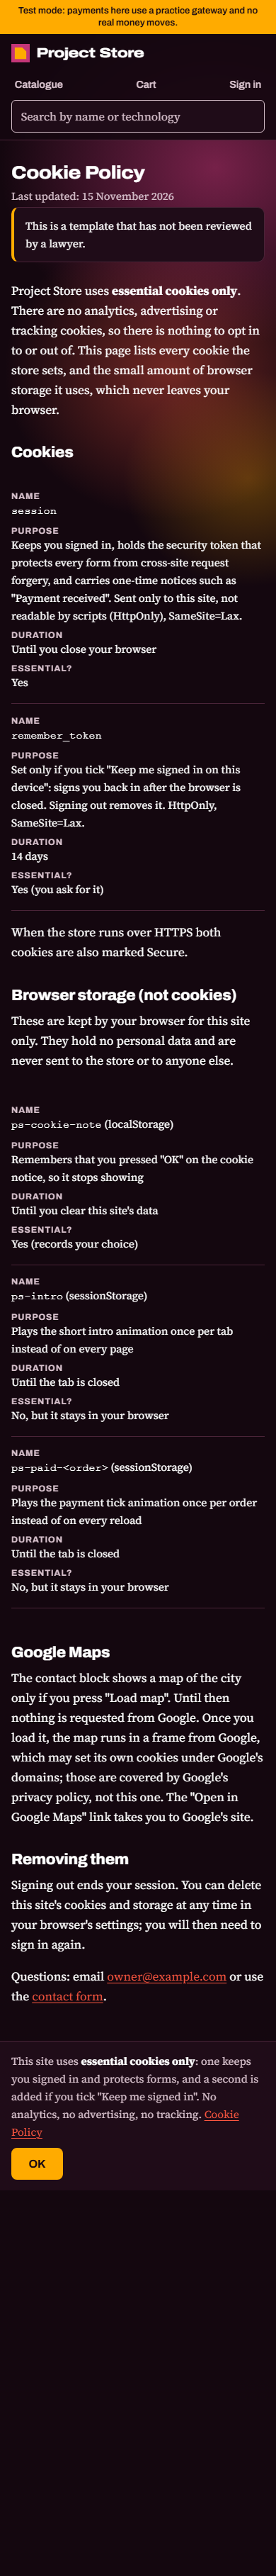 Test mode: payments here use a practice gateway and no
real money moves.
Project Store
Catalogue Cart Sign in
Search by name or technology
Cookie Policy
Last updated: 15 November 2026
This is a template that has not been reviewed
by a lawyer.
Project Store uses essential cookies only.
There are no analytics, advertising or
tracking cookies, so there is nothing to opt in
to or out of. This page lists every cookie the
store sets, and the small amount of browser
storage it uses, which never leaves your
browser.
Cookies
NAME
session
PURPOSE
Keeps you signed in, holds the security token that
protects every form from cross-site request
forgery, and carries one-time notices such as
"Payment received". Sent only to this site, not
readable by scripts (HttpOnly), SameSite=Lax.
DURATION
Until you close your browser
ESSENTIAL?
Yes
NAME
remember_token
PURPOSE
Set only if you tick "Keep me signed in on this
device": signs you back in after the browser is
closed. Signing out removes it. HttpOnly,
SameSite=Lax.
DURATION
14 days
ESSENTIAL?
Yes (you ask for it)
When the store runs over HTTPS both
cookies are also marked Secure.
Browser storage (not cookies)
These are kept by your browser for this site
only. They hold no personal data and are
never sent to the store or to anyone else.
NAME
ps-cookie-note (localStorage)
PURPOSE
Remembers that you pressed "OK" on the cookie
notice, so it stops showing
DURATION
Until you clear this site's data
ESSENTIAL?
Yes (records your choice)
NAME
ps-intro (sessionStorage)
PURPOSE
Plays the short intro animation once per tab
instead of on every page
DURATION
Until the tab is closed
ESSENTIAL?
No, but it stays in your browser
NAME
ps-paid-<order> (sessionStorage)
PURPOSE
Plays the payment tick animation once per order
instead of on every reload
DURATION
Until the tab is closed
ESSENTIAL?
No, but it stays in your browser
Google Maps
The contact block shows a map of the city
only if you press "Load map". Until then
nothing is requested from Google. Once you
load it, the map runs in a frame from Google,
which may set its own cookies under Google's
domains; those are covered by Google's
privacy policy, not this one. The "Open in
Google Maps" link takes you to Google's site.
Removing them
Signing out ends your session. You can delete
this site's cookies and storage at any time in
your browser's settings; you will then need to
sign in again.
Questions: email owner@example.com or use
the contact form.
This site uses essential cookies only: one keeps
you signed in and protects forms, and a second is
added if you tick "Keep me signed in". No
analytics, no advertising, no tracking. Cookie
Policy
OK